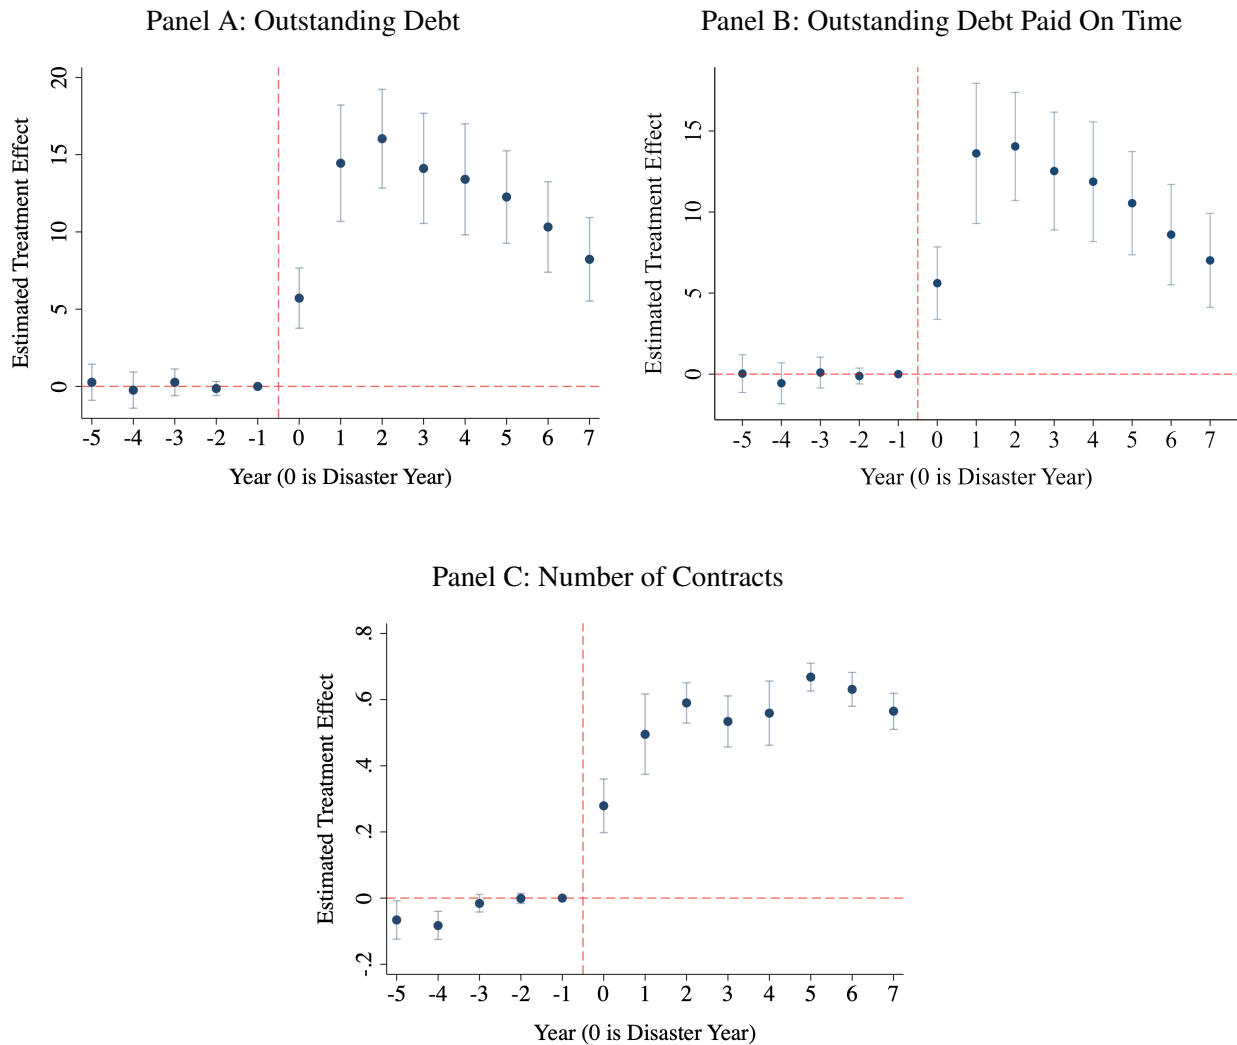 Panel A: Outstanding Debt
Estimated Treatment Effect
20
15
10
5
0
-5 -4 -3 -2 -1 0 1 2 3 4 5 6 7
Year (0 is Disaster Year)
Panel B: Outstanding Debt Paid On Time
Estimated Treatment Effect
15
10
5
0
-5 -4 -3 -2 -1 0 1 2 3 4 5 6 7
Year (0 is Disaster Year)
Panel C: Number of Contracts
Estimated Treatment Effect
.8
.6
.4
.2
0
-.2
-5 -4 -3 -2 -1 0 1 2 3 4 5 6 7
Year (0 is Disaster Year)